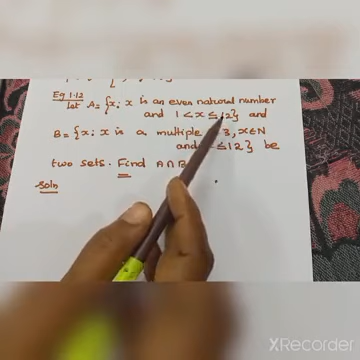 Eg 1.12
Let A = {x; x is an even natural number
and 1 < x ≤ 12} and
B = {x; x is a multiple 3, x∈N
and ≤ 12} be
two sets. Find A ∩ B
Soln
XRecorder